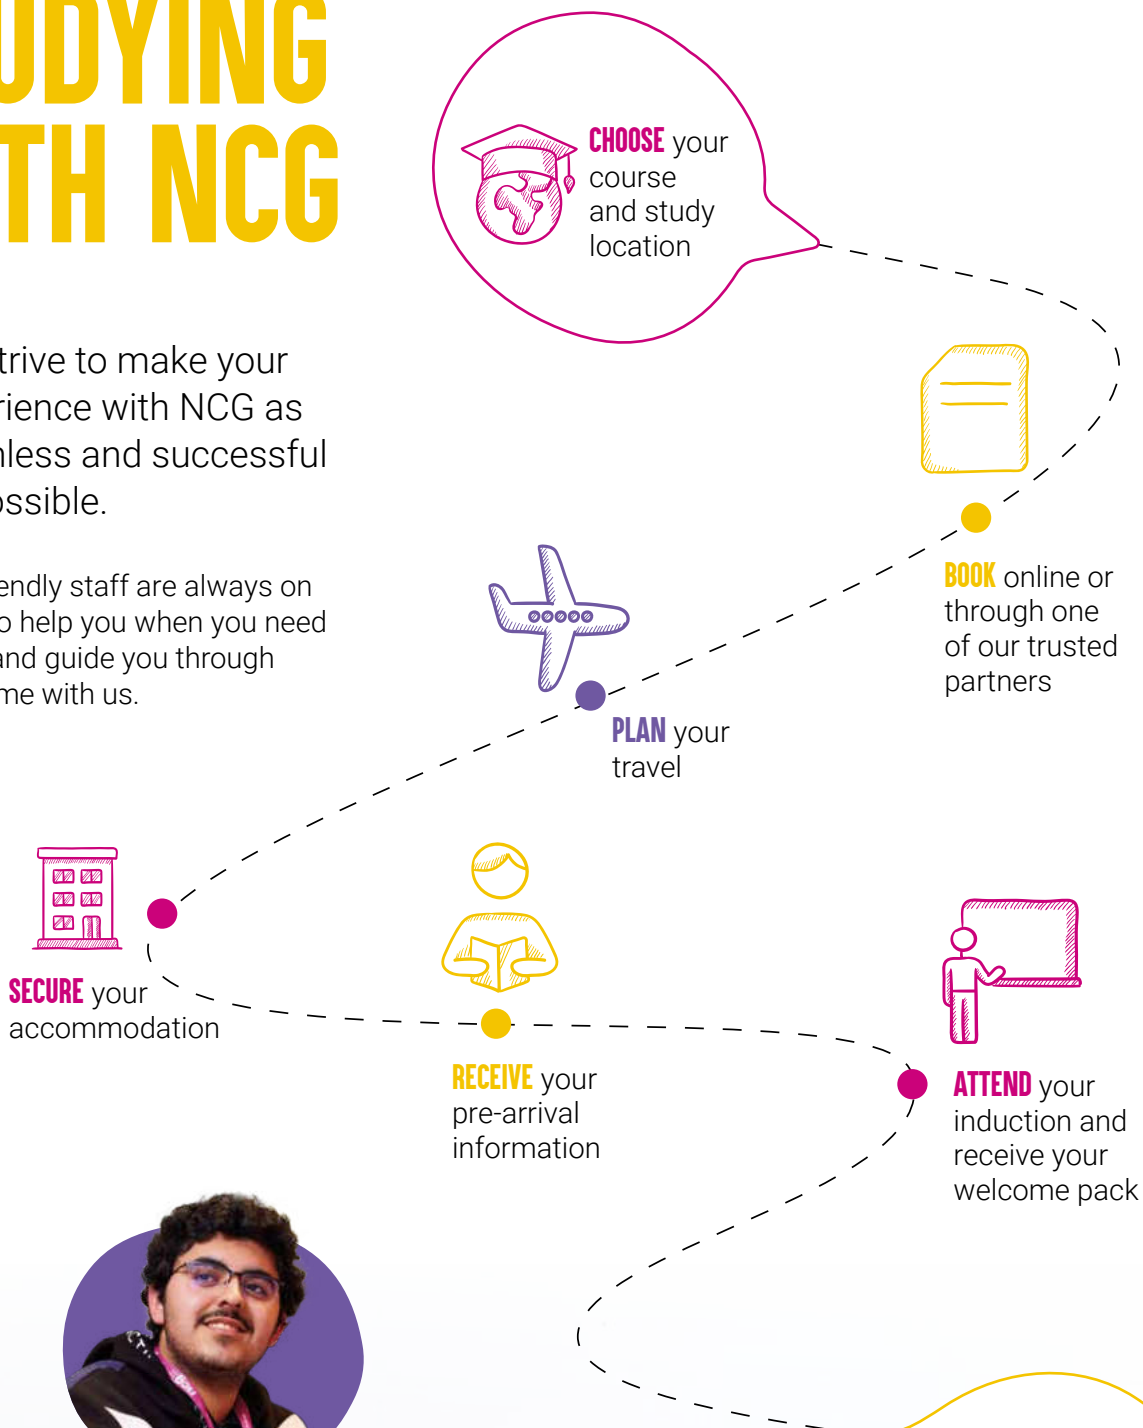 UDYING
TH NCG
trive to make your
rience with NCG as
nless and successful
ossible.
endly staff are always on
o help you when you need
and guide you through
me with us.
CHOOSE your
course
and study
location
BOOK online or
through one
of our trusted
partners
PLAN your
travel
SECURE your
accommodation
RECEIVE your
pre-arrival
information
ATTEND your
induction and
receive your
welcome pack